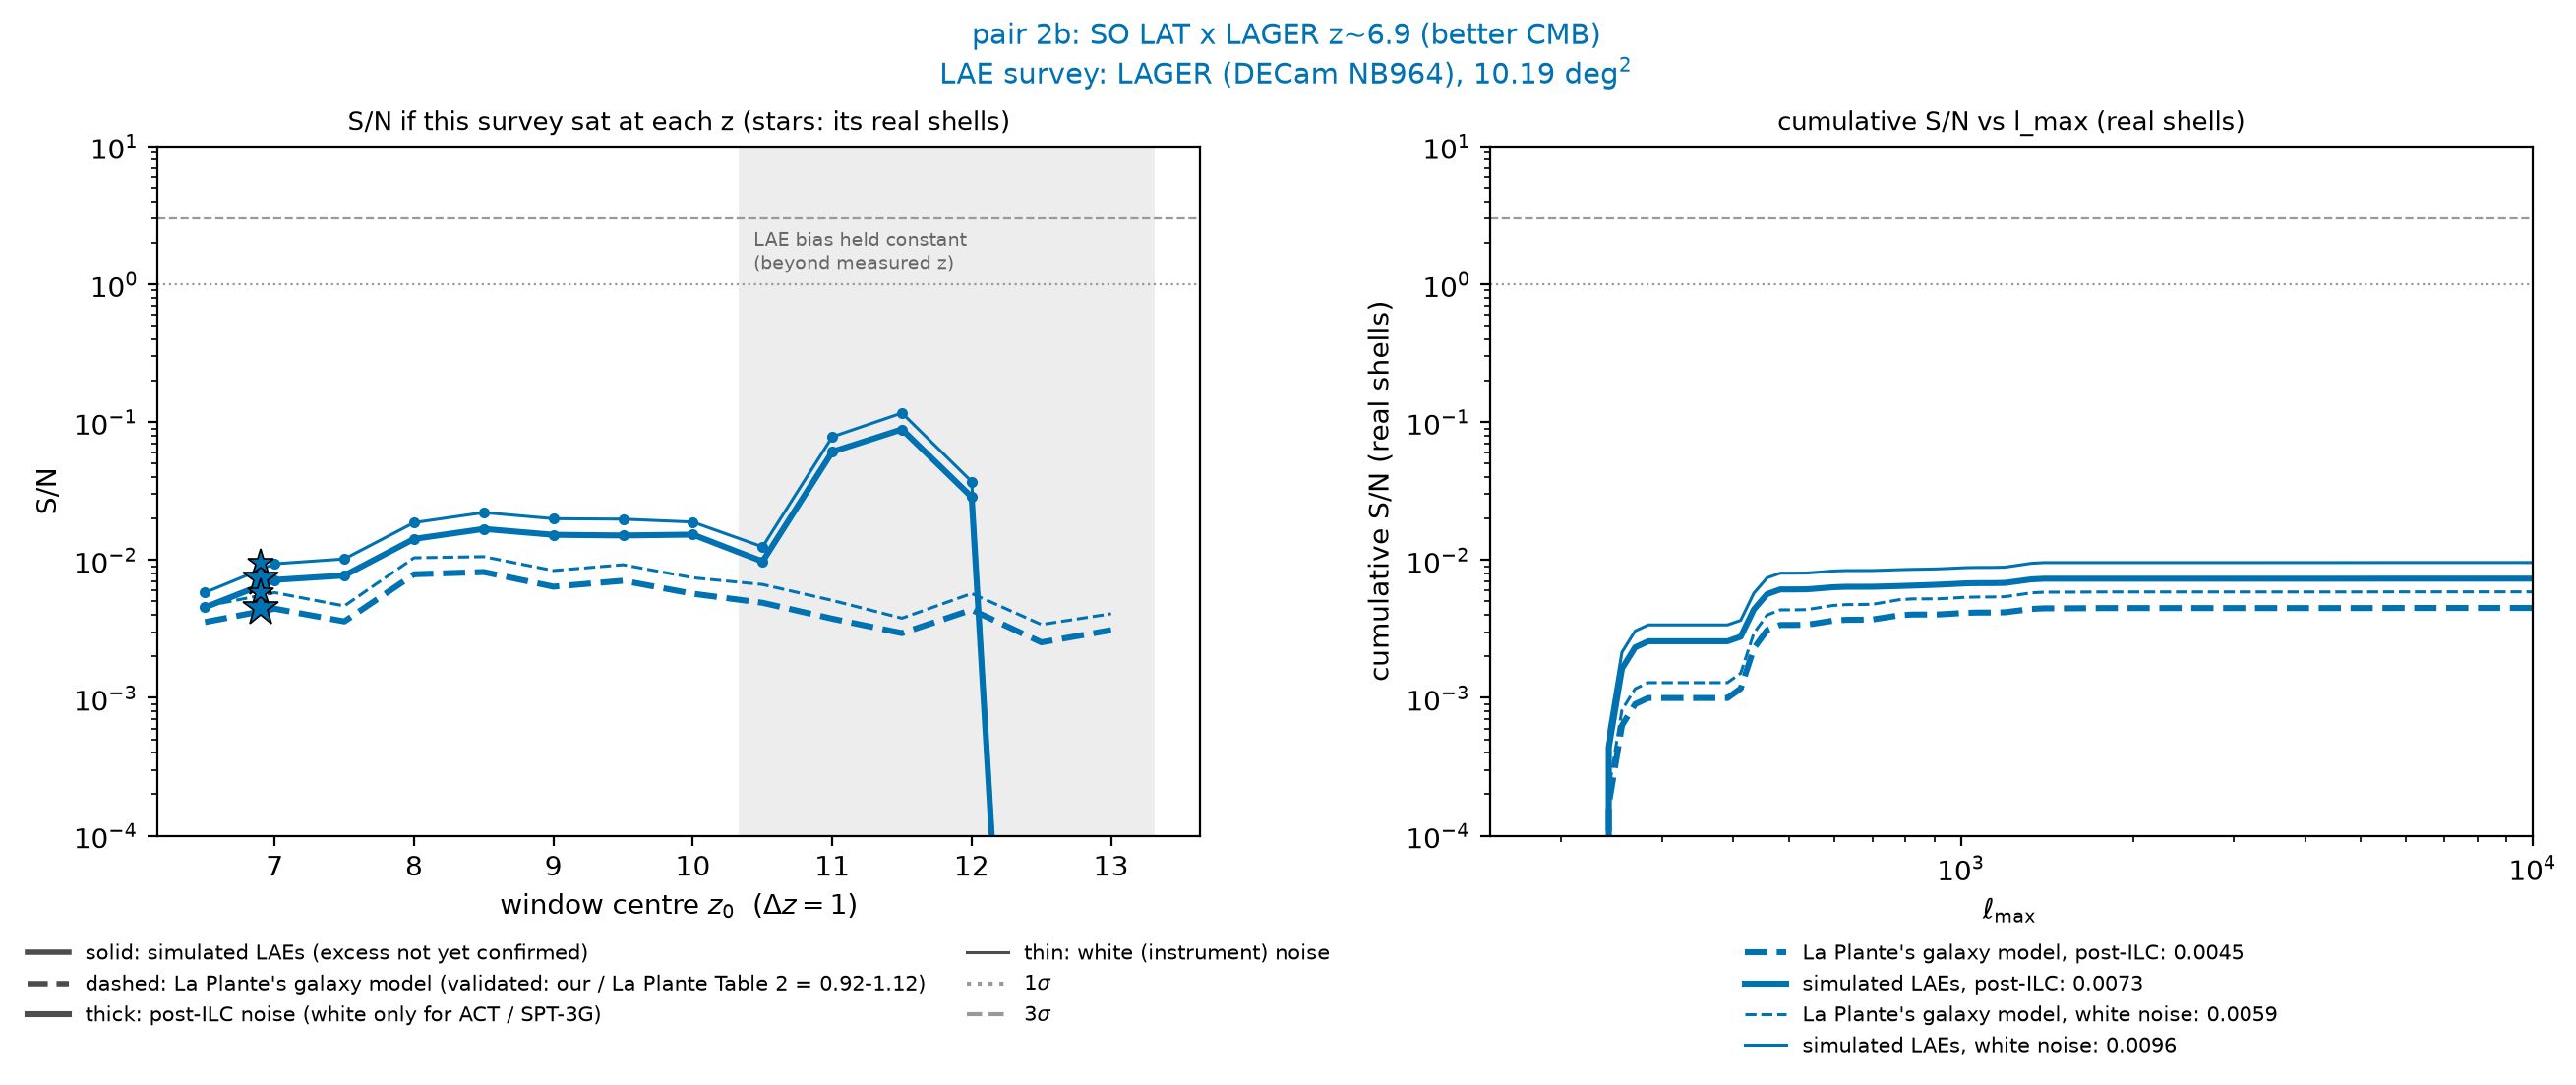 pair 2b: SO LAT x LAGER z~6.9 (better CMB)
LAE survey: LAGER (DECam NB964), 10.19 deg²
S/N if this survey sat at each z (stars: its real shells)
S/N
10¹
10⁰
10⁻¹
10⁻²
10⁻³
10⁻⁴
LAE bias held constant
(beyond measured z)
7 8 9 10 11 12 13
window centre z₀ (Δz = 1)
cumulative S/N vs l_max (real shells)
cumulative S/N (real shells)
10¹
10⁰
10⁻¹
10⁻²
10⁻³
10⁻⁴
10³ 10⁴
ℓmax
solid: simulated LAEs (excess not yet confirmed)
dashed: La Plante's galaxy model (validated: our / La Plante Table 2 = 0.92-1.12)
thick: post-ILC noise (white only for ACT / SPT-3G)
thin: white (instrument) noise
1σ
3σ
La Plante's galaxy model, post-ILC: 0.0045
simulated LAEs, post-ILC: 0.0073
La Plante's galaxy model, white noise: 0.0059
simulated LAEs, white noise: 0.0096